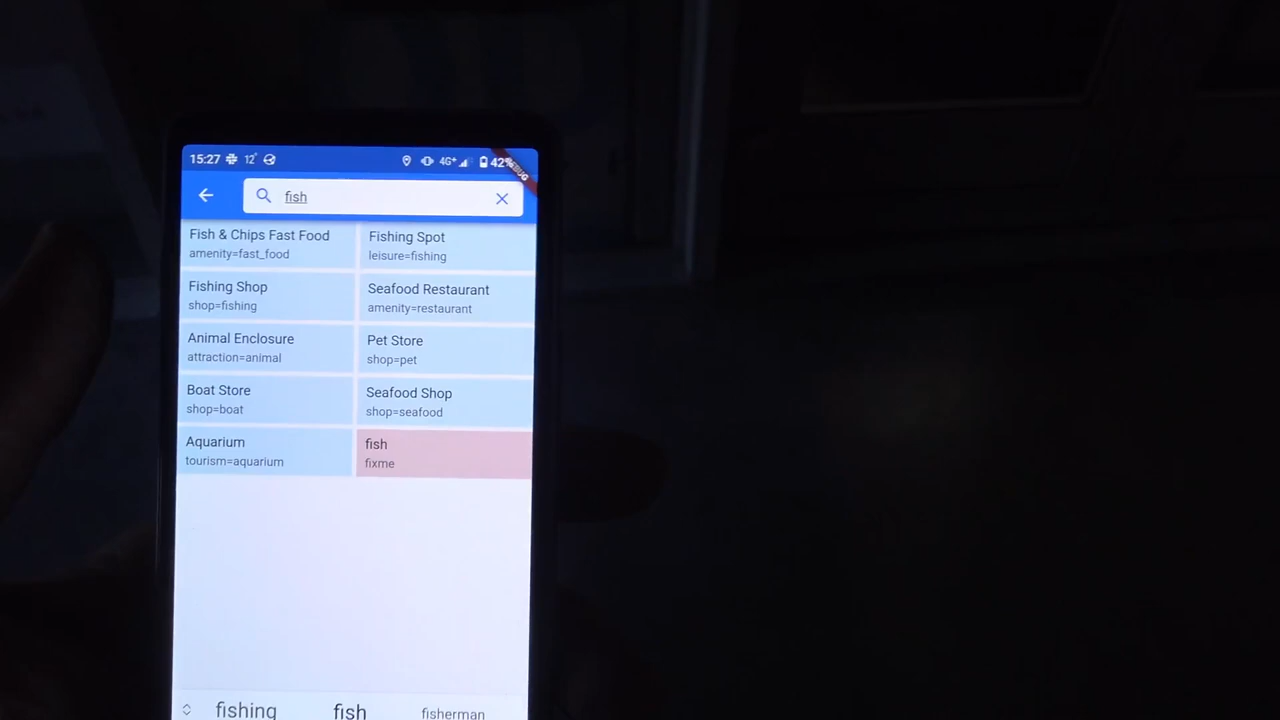 15:27 12° 4G+ 42%
fish
Fish & Chips Fast Food
amenity=fast_food
Fishing Spot
leisure=fishing
Fishing Shop
shop=fishing
Seafood Restaurant
amenity=restaurant
Animal Enclosure
attraction=animal
Pet Store
shop=pet
Boat Store
shop=boat
Seafood Shop
shop=seafood
Aquarium
tourism=aquarium
fish
fixme
fishing fish fisherman